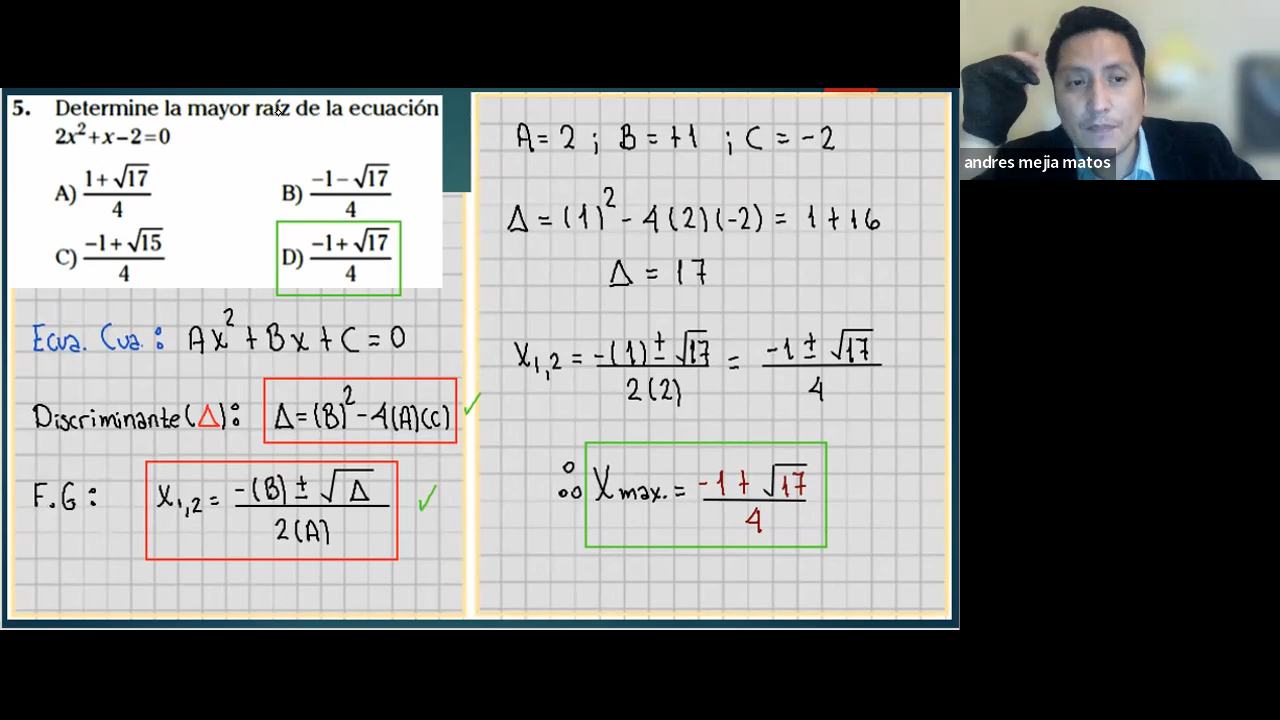 5. Determine la mayor raíz de la ecuación
2x²+x−2=0
A) (1+√17)/4 B) (−1−√17)/4
C) (−1+√15)/4 D) (−1+√17)/4
Ecua. Cua.: Ax² + Bx + C = 0
Discriminante(Δ): Δ = (B)² − 4(A)(C) ✓
F.G: X₁,₂ = (−(B) ± √Δ)/2(A) ✓
A = 2 ; B = +1 ; C = −2
Δ = (1)² − 4(2)(−2) = 1 + 16
Δ = 17
X₁,₂ = (−(1) ± √17)/2(2) = (−1 ± √17)/4
∴ Xmax. = (−1 + √17)/4
andres mejia matos